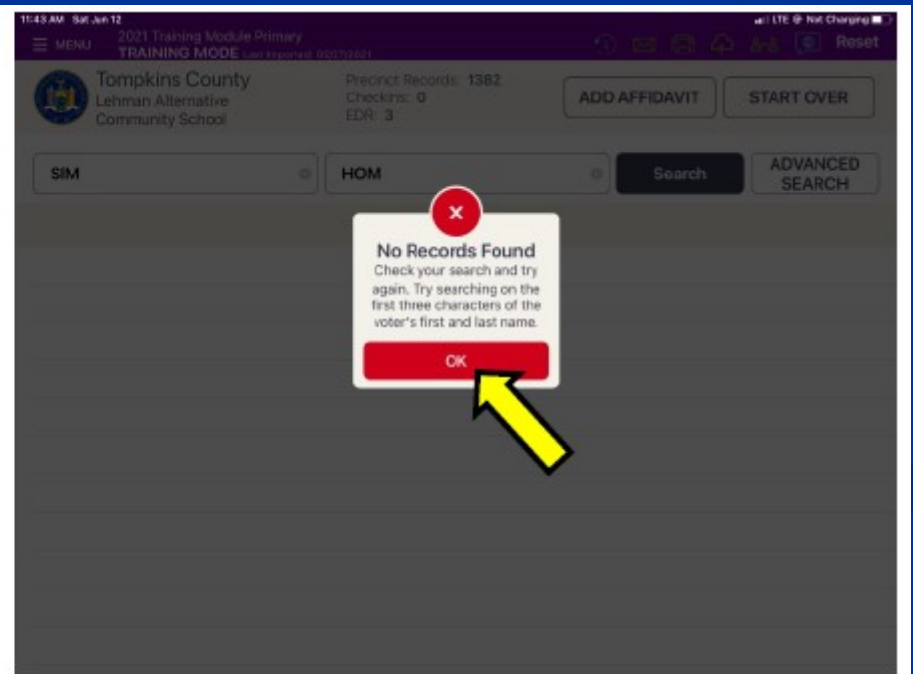 11:43 AM Sat Jun 12
LTE Not Charging
MENU
2021 Training Module Primary
TRAINING MODE Last Imported:
Reset
Tompkins County
Lehman Alternative
Community School
Precinct Records: 1382
Checkins: 0
EDR: 3
ADD AFFIDAVIT
START OVER
SIM
HOM
Search
ADVANCED
SEARCH
No Records Found
Check your search and try
again. Try searching on the
first three characters of the
voter's first and last name.
OK